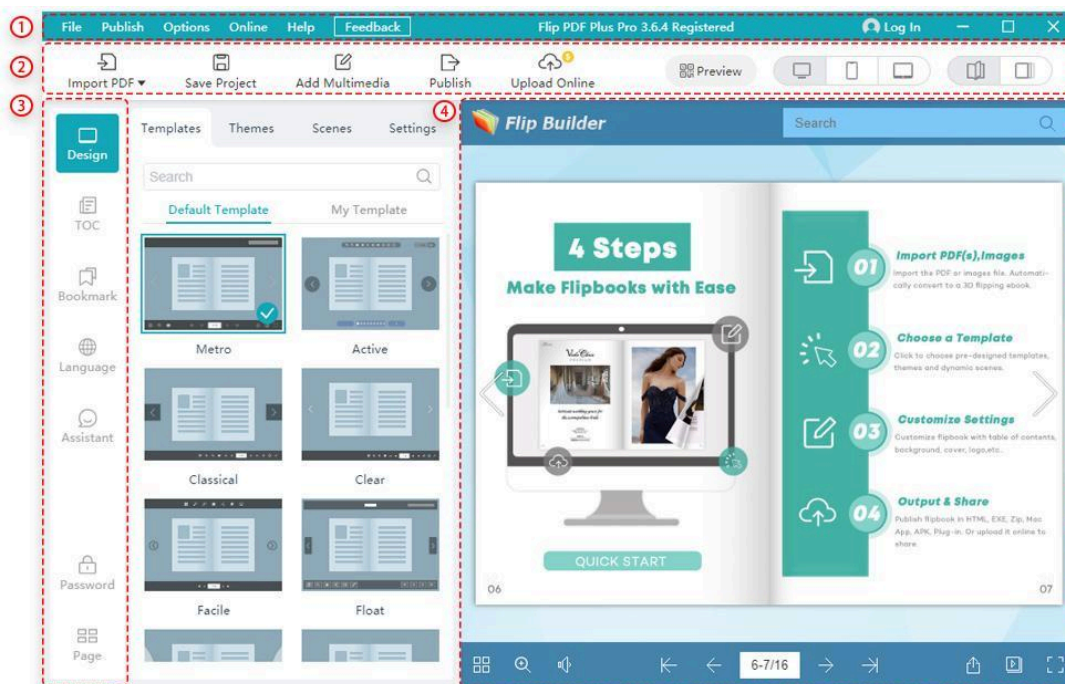 ① File Publish Options Online Help Feedback Flip PDF Plus Pro 3.6.4 Registered Log In
② Import PDF Save Project Add Multimedia Publish Upload Online Preview
③
Design
TOC
Bookmark
Language
Assistant
Password
Page
Templates Themes Scenes Settings
Search
Default Template My Template
Metro Active
Classical Clear
Facile Float
④
Flip Builder Search
4 Steps
Make Flipbooks with Ease
QUICK START
06
01 Import PDF(s),Images
Import the PDF or images file. Automati-
cally convert to a 3D flipping ebook.
02 Choose a Template
Click to choose pre-designed templates,
themes and dynamic scenes.
03 Customize Settings
Customize flipbook with table of contents,
background, cover, logo,etc..
04 Output & Share
Publish flipbook in HTML, EXE, Zip, Mac
App, APK, Plug-in. Or upload it online to
share.
07
6-7/16